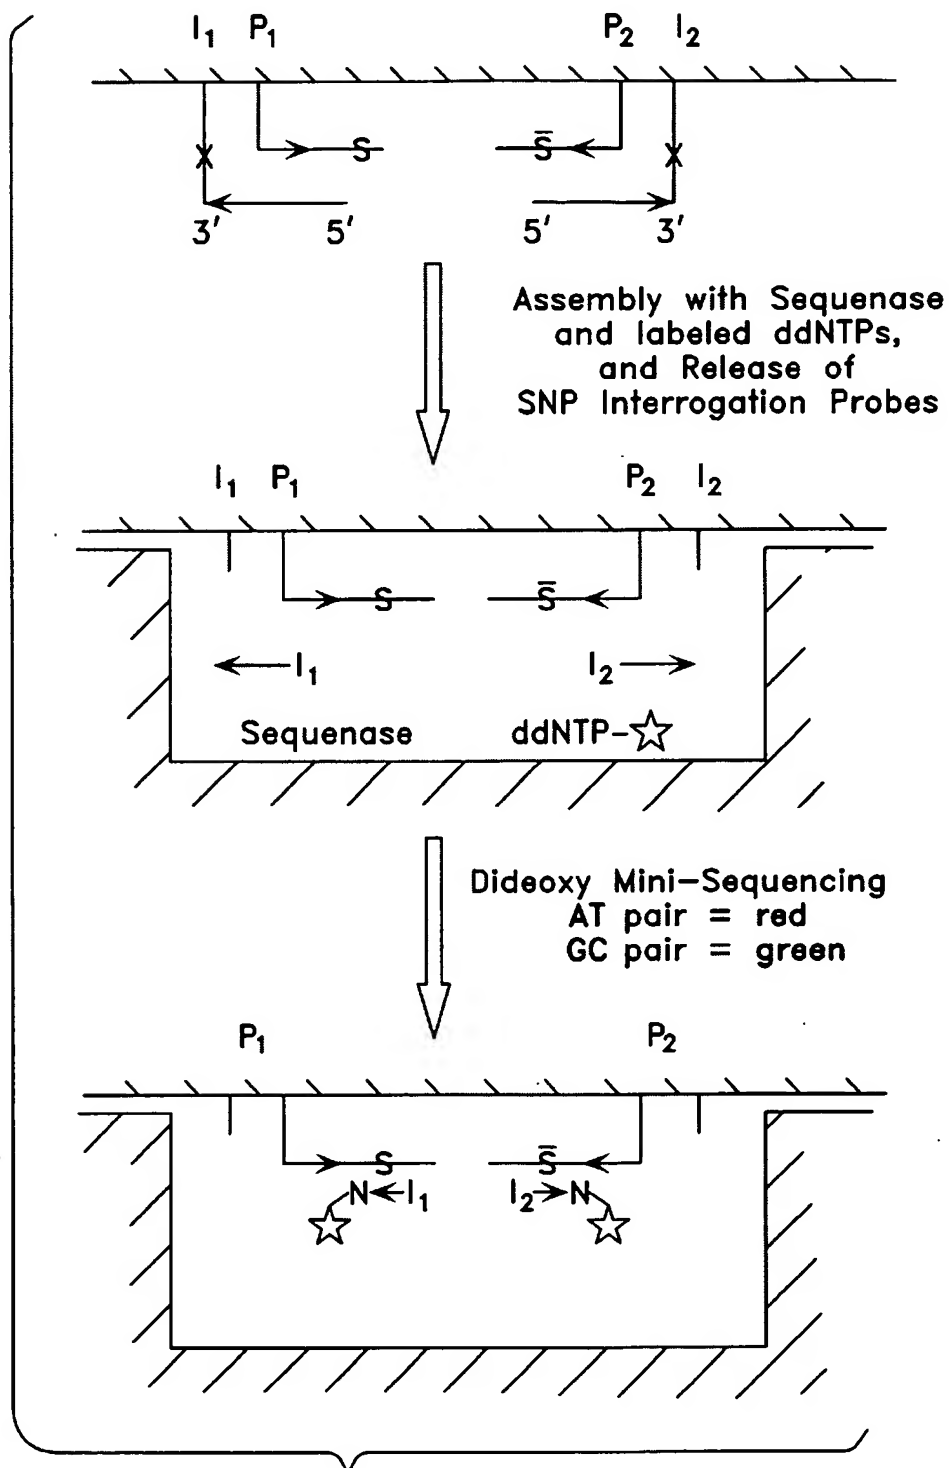 I₁ P₁ P₂ I₂
S S̄
3' 5' 5' 3'
Assembly with Sequenase
and labeled ddNTPs,
and Release of
SNP Interrogation Probes
I₁ P₁ P₂ I₂
S S̄
I₁ I₂
Sequenase ddNTP-☆
Dideoxy Mini-Sequencing
AT pair = red
GC pair = green
P₁ P₂
S S̄
N I₁ I₂ N